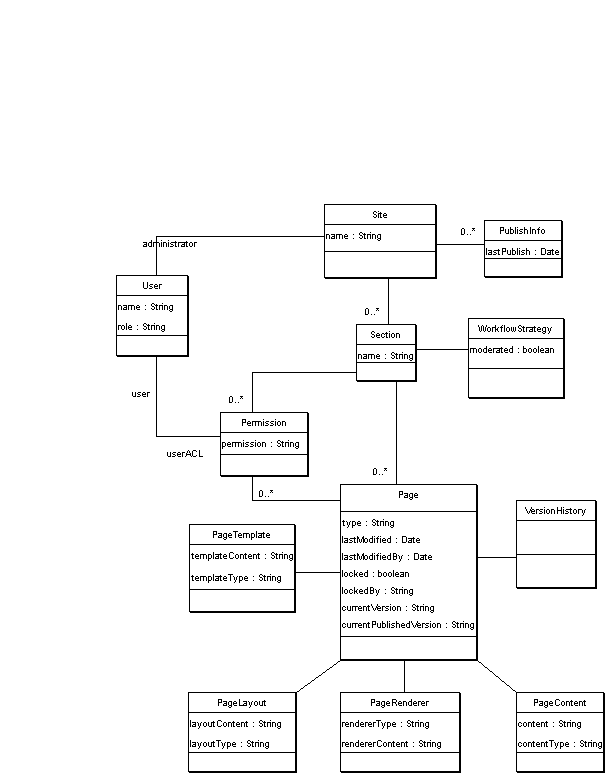 Site
name : String
0..*
PublishInfo
lastPublish : Date
administrator
User
name : String
role : String
0..*
Section
name : String
WorkflowStrategy
moderated : boolean
user
0..*
Permission
permission : String
userACL
0..*
0..*
Page
type : String
lastModified : Date
lastModifiedBy : Date
locked : boolean
lockedBy : String
currentVersion : String
currentPublishedVersion : String
VersionHistory
PageTemplate
templateContent : String
templateType : String
PageLayout
layoutContent : String
layoutType : String
PageRenderer
rendererType : String
rendererContent : String
PageContent
content : String
contentType : String